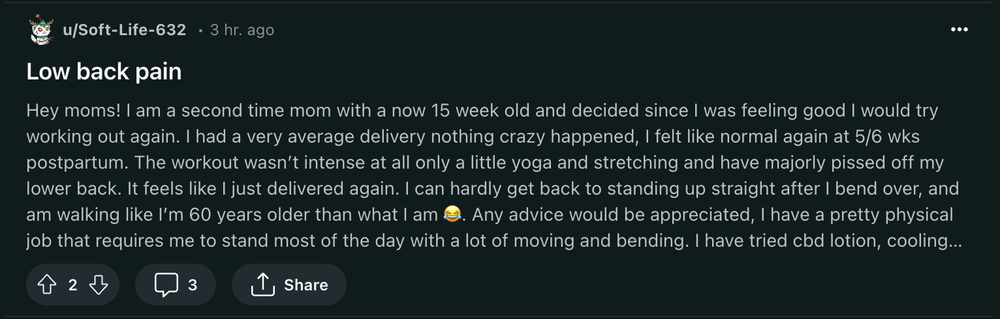 u/Soft-Life-632 • 3 hr. ago
Low back pain
Hey moms! I am a second time mom with a now 15 week old and decided since I was feeling good I would try
working out again. I had a very average delivery nothing crazy happened, I felt like normal again at 5/6 wks
postpartum. The workout wasn’t intense at all only a little yoga and stretching and have majorly pissed off my
lower back. It feels like I just delivered again. I can hardly get back to standing up straight after I bend over, and
am walking like I’m 60 years older than what I am 😂. Any advice would be appreciated, I have a pretty physical
job that requires me to stand most of the day with a lot of moving and bending. I have tried cbd lotion, cooling...
2 3 Share